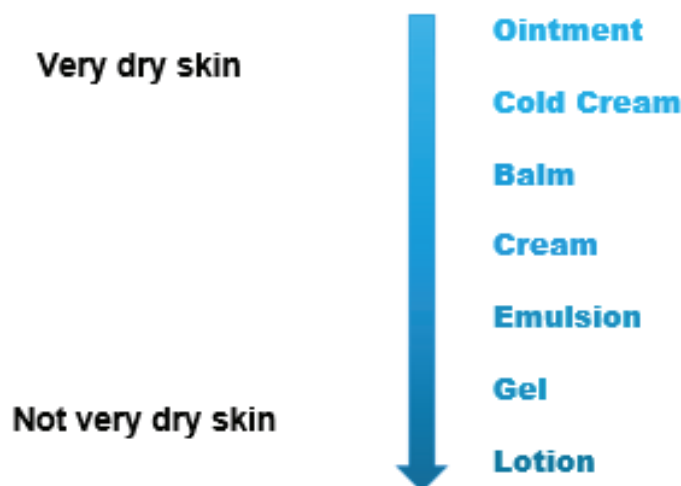 Ointment
Very dry skin
Cold Cream
Balm
Cream
Emulsion
Gel
Not very dry skin
Lotion